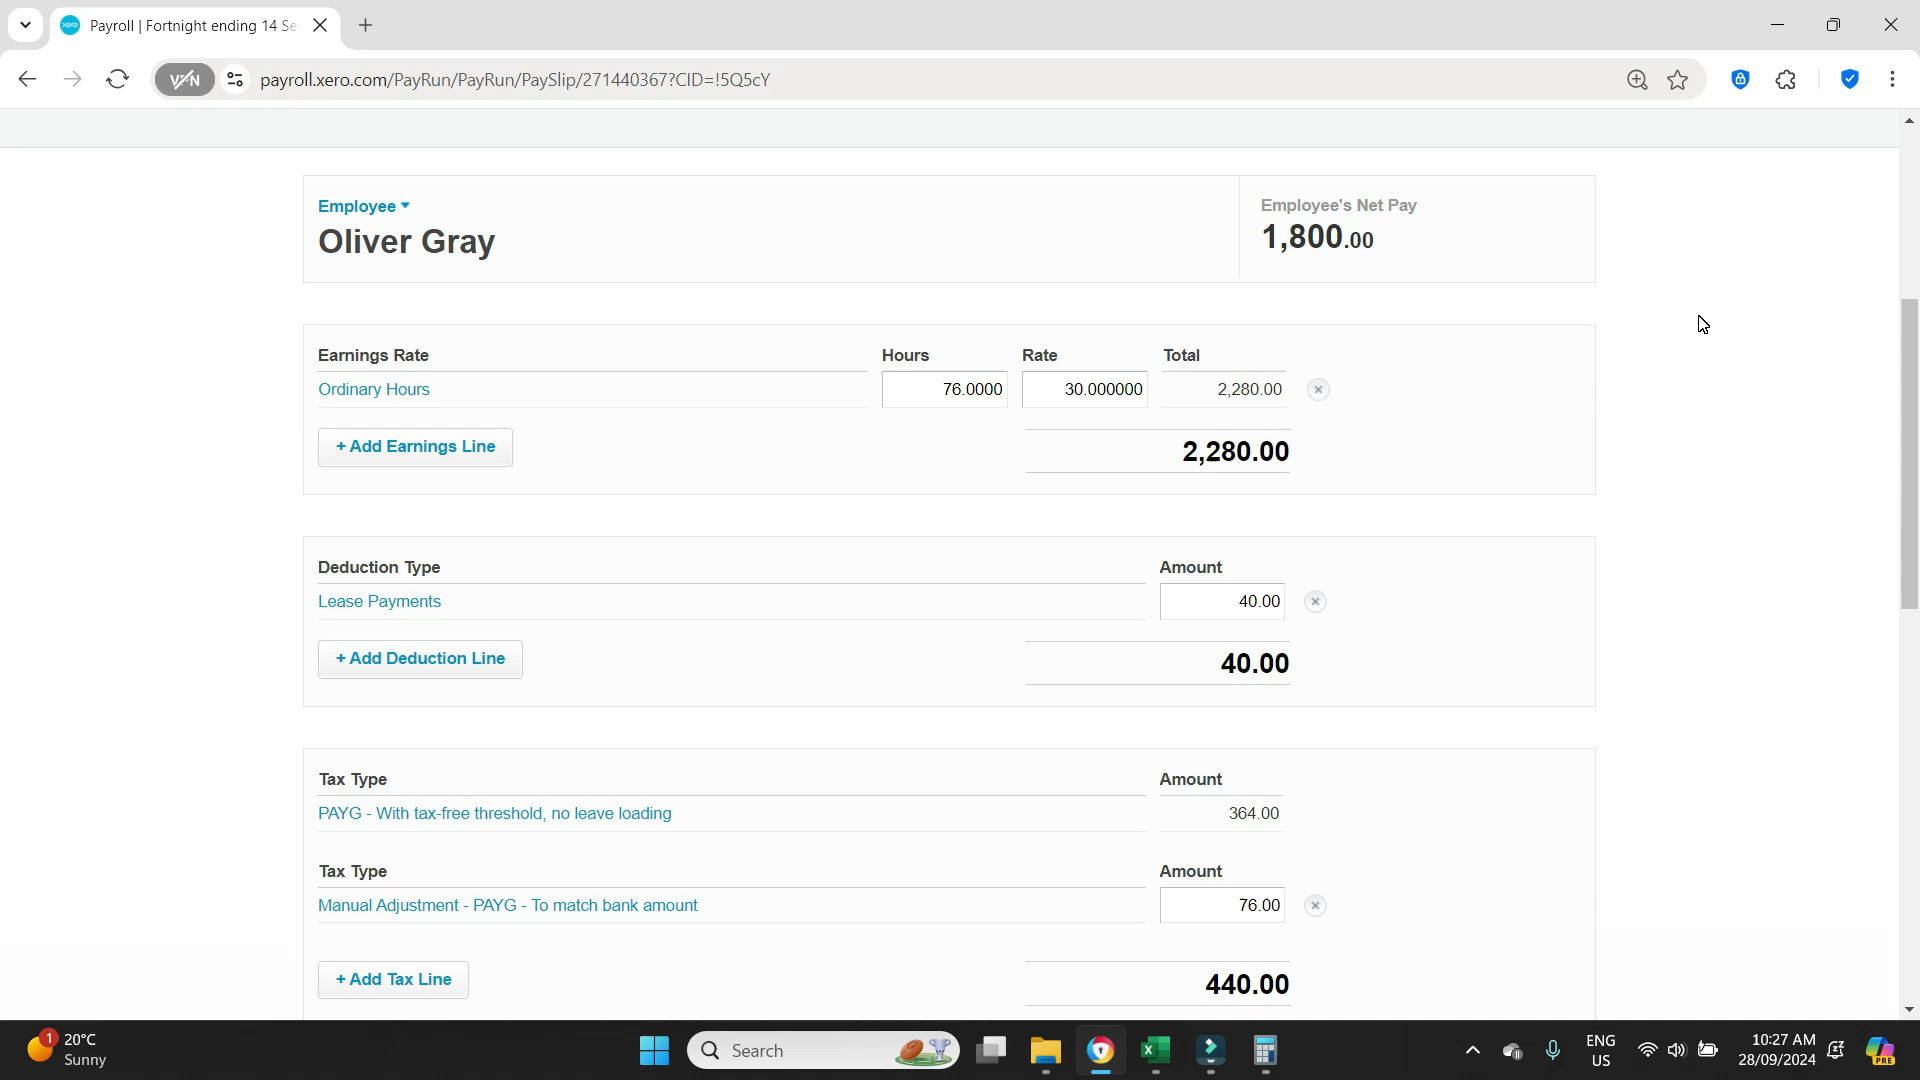 Payroll | Fortnight ending 14 Se
VPN
payroll.xero.com/PayRun/PayRun/PaySlip/271440367?CID=!5Q5cY
Employee
Employee's Net Pay
Oliver Gray
1,800.00
Earnings Rate Hours Rate Total
Ordinary Hours 76.0000 30.000000 2,280.00
+ Add Earnings Line 2,280.00
Deduction Type Amount
Lease Payments 40.00
+ Add Deduction Line 40.00
Tax Type Amount
PAYG - With tax-free threshold, no leave loading 364.00
Tax Type Amount
Manual Adjustment - PAYG - To match bank amount 76.00
+ Add Tax Line 440.00
1
20°C
Sunny
Search
ENG
US
10:27 AM
28/09/2024
PRE